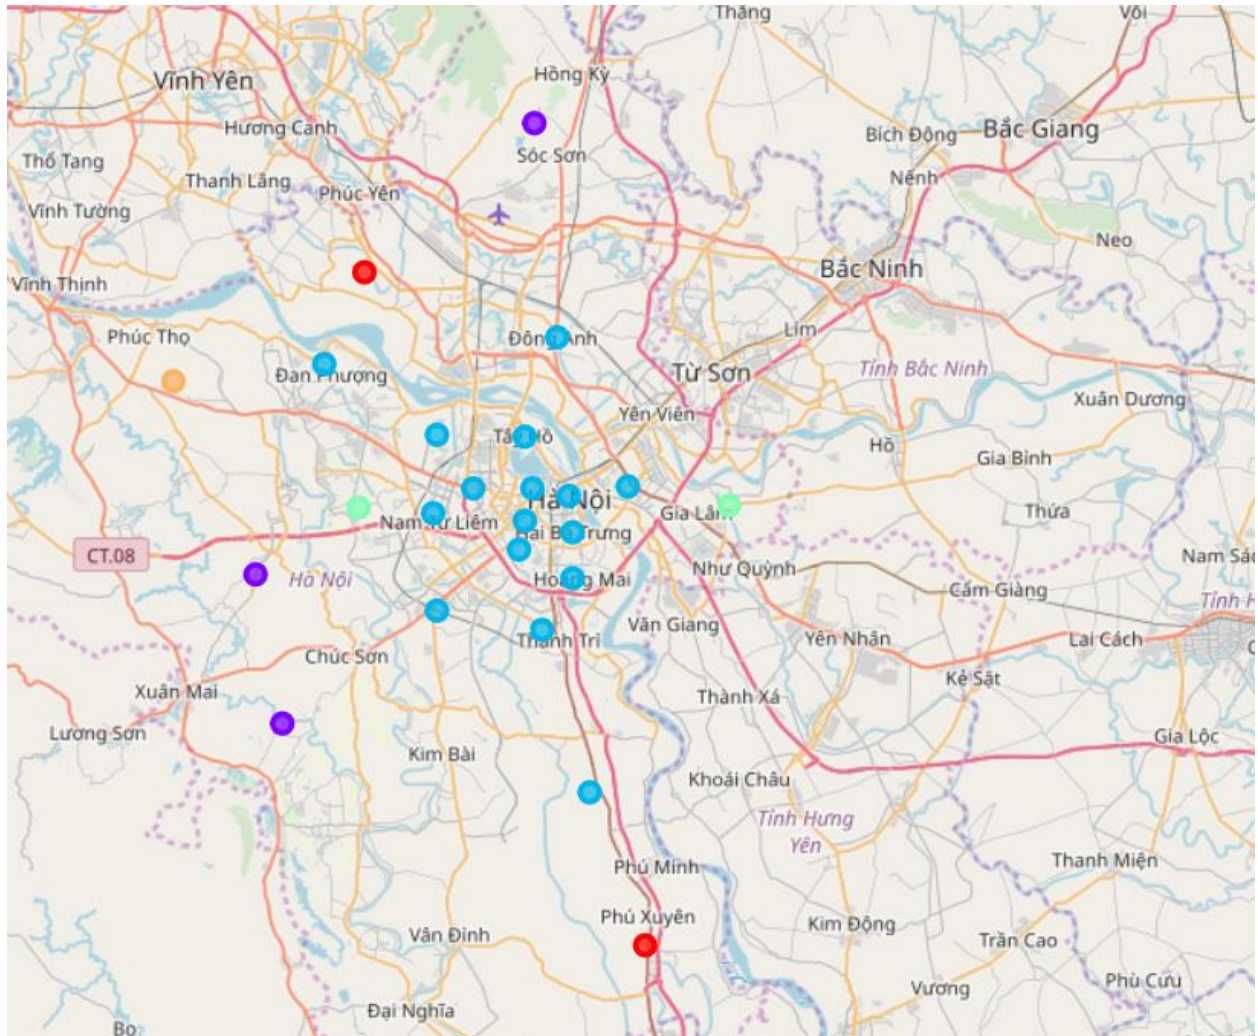 Thắng
Vôi
Hồng Kỳ
Vĩnh Yên
Hương Canh
Bích Động
Bắc Giang
Thổ Tang
Sóc Sơn
Thanh Lãng
Phúc Yên
Nếnh
Vĩnh Tường
Neo
Vĩnh Thịnh
Bắc Ninh
Phúc Thọ
Đông Anh
Lim
Đan Phượng
Từ Sơn
Tỉnh Bắc Ninh
Yên Viên
Xuân Dương
Tây Hồ
Hồ
Gia Bình
Hà Nội
Gia Lâm
Thứa
Nam Từ Liêm
Hai Bà Trưng
CT.08
Nam Sác
Hà Nội
Hoàng Mai
Như Quỳnh
Cẩm Giàng
Tỉnh H
Văn Giang
Thanh Trì
Yên Nhân
Lai Cách
Chúc Sơn
Xuân Mai
Kẻ Sặt
Thành Xá
Lương Sơn
Kim Bài
Gia Lộc
Khoái Châu
Tỉnh Hưng
Yên
Phú Minh
Thanh Miện
Phú Xuyên
Kim Động
Vân Đình
Trần Cao
Phù Cưu
Vương
Đại Nghĩa
Bo